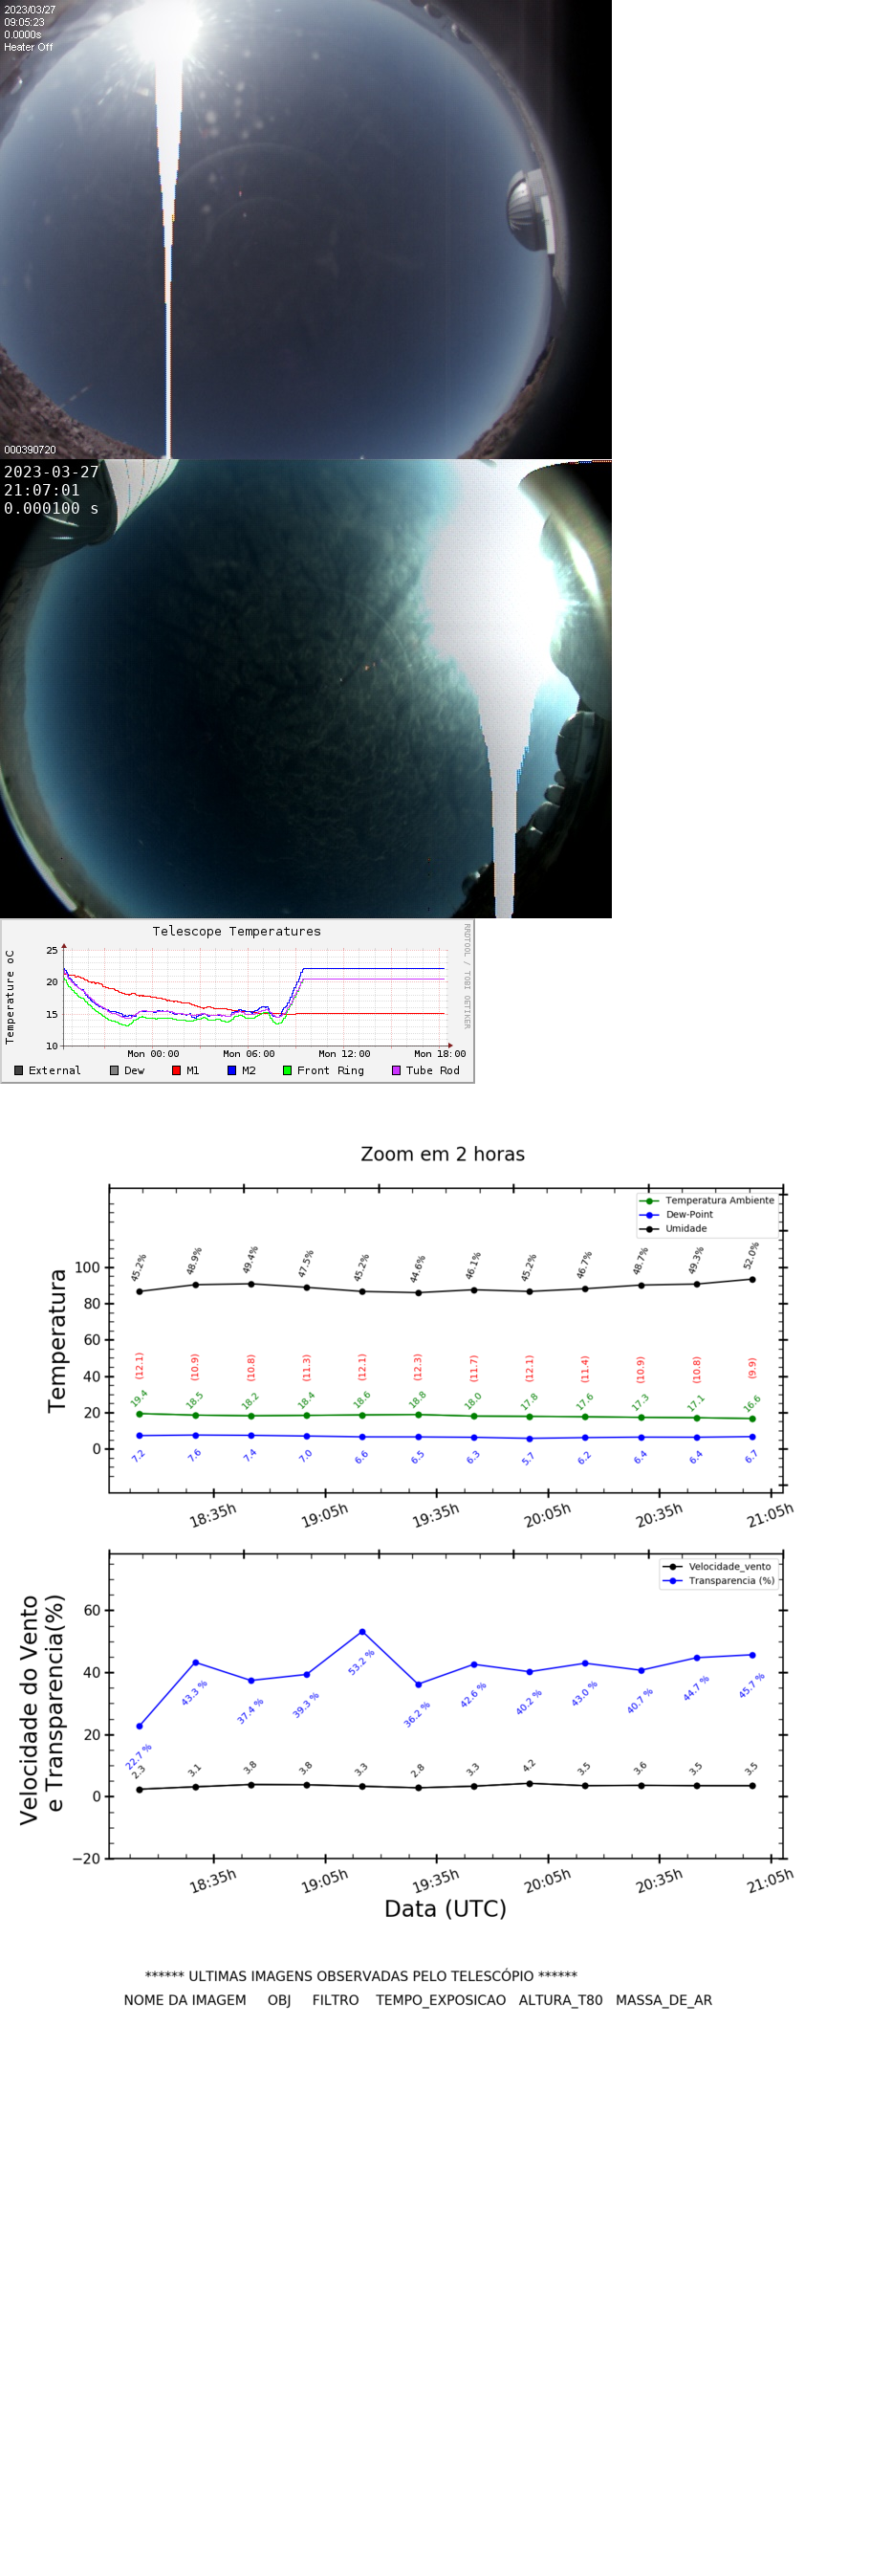 2023/03/27
09:05:23
0.0000s
Heater Off
000390720
2023-03-27
21:07:01
0.000100 s
Telescope Temperatures
RRDTOOL / TOBI OETIKER
Temperature oC
25
20
15
10
Mon 00:00 Mon 06:00 Mon 12:00 Mon 18:00
External Dew M1 M2 Front Ring Tube Rod
Zoom em 2 horas
Temperatura Ambiente
Dew-Point
Umidade
Temperatura
100
80
60
40
20
0
45.2% 48.9% 49.4% 47.5% 45.2% 44.6% 46.1% 45.2% 46.7% 48.7% 49.3% 52.0%
(12.1) (10.9) (10.8) (11.3) (12.1) (12.3) (11.7) (12.1) (11.4) (10.9) (10.8) (9.9)
19.4 18.5 18.2 18.4 18.6 18.8 18.0 17.8 17.6 17.3 17.1 16.6
7.2 7.6 7.4 7.0 6.6 6.5 6.3 5.7 6.2 6.4 6.4 6.7
18:35h 19:05h 19:35h 20:05h 20:35h 21:05h
Velocidade_vento
Transparencia (%)
Velocidade do Vento
e Transparencia(%)
60
40
20
0
−20
22.7 % 43.3 % 37.4 % 39.3 % 53.2 % 36.2 % 42.6 % 40.2 % 43.0 % 40.7 % 44.7 % 45.7 %
2.3 3.1 3.8 3.8 3.3 2.8 3.3 4.2 3.5 3.6 3.5 3.5
18:35h 19:05h 19:35h 20:05h 20:35h 21:05h
Data (UTC)
****** ULTIMAS IMAGENS OBSERVADAS PELO TELESCÓPIO ******
NOME DA IMAGEM OBJ FILTRO TEMPO_EXPOSICAO ALTURA_T80 MASSA_DE_AR